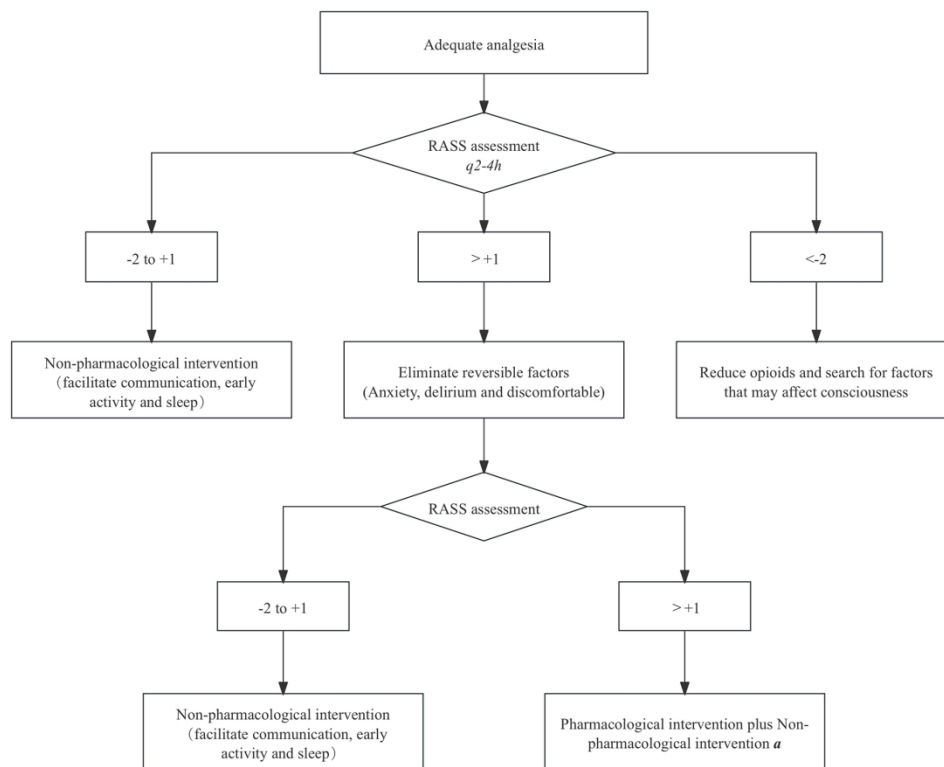 Adequate analgesia
RASS assessment
q2-4h
-2 to +1
>+1
<-2
Non-pharmacological intervention
（facilitate communication, early
activity and sleep）
Eliminate reversible factors
(Anxiety, delirium and discomfortable)
Reduce opioids and search for factors
that may affect consciousness
RASS assessment
-2 to +1
>+1
Non-pharmacological intervention
（facilitate communication, early
activity and sleep）
Pharmacological intervention plus Non-
pharmacological intervention a